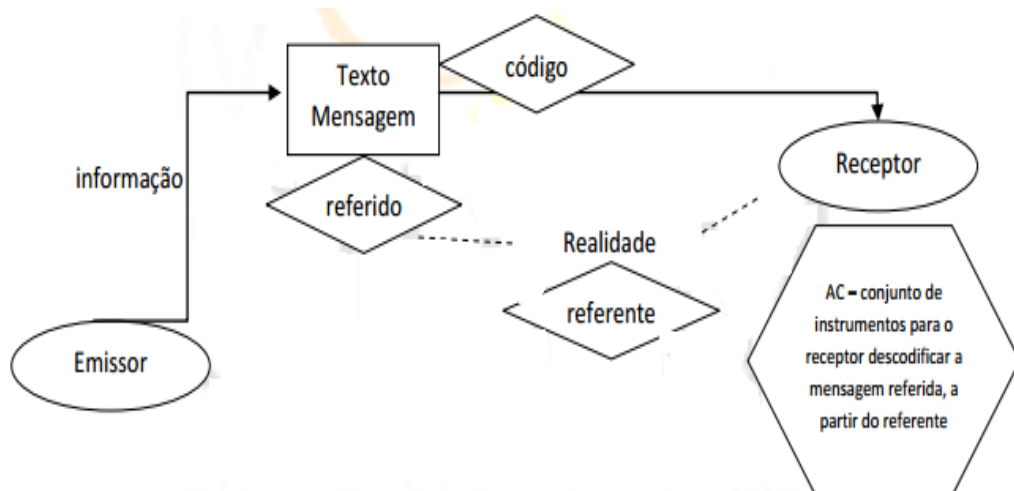 Texto
Mensagem
código
informação
Receptor
referido
Realidade
referente
Emissor
AC – conjunto de
instrumentos para o
receptor descodificar a
mensagem referida, a
partir do referente